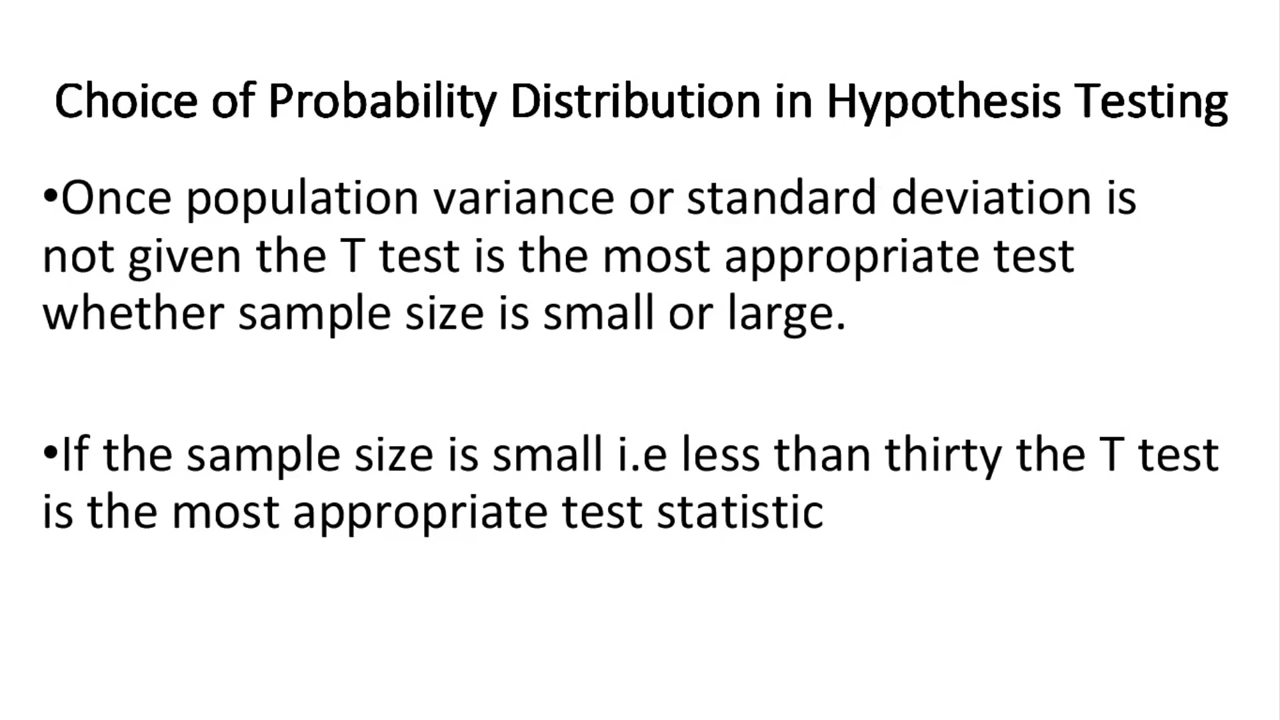 Choice of Probability Distribution in Hypothesis Testing
•Once population variance or standard deviation is
not given the T test is the most appropriate test
whether sample size is small or large.
•If the sample size is small i.e less than thirty the T test
is the most appropriate test statistic